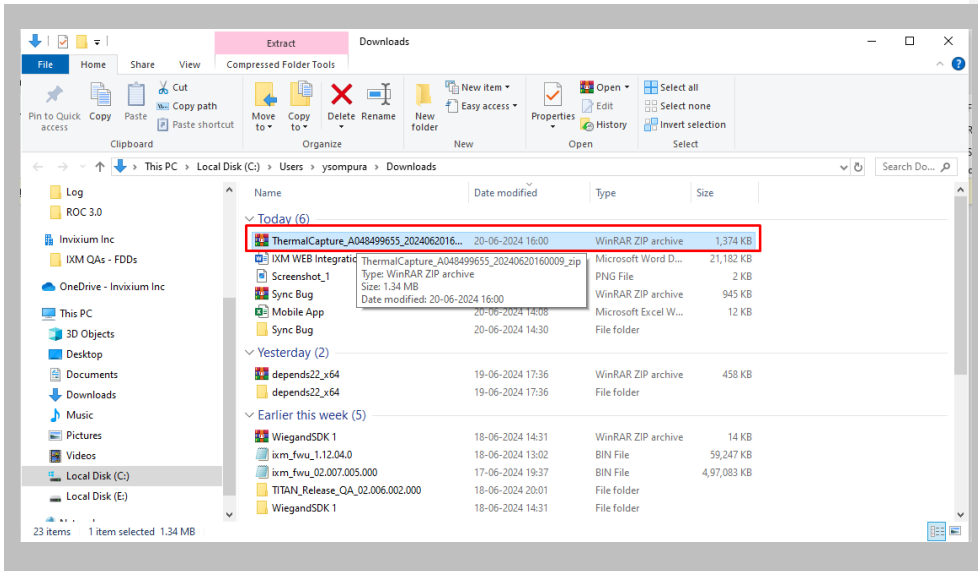 Extract
Downloads
File Home Share View Compressed Folder Tools
Pin to Quick access
Copy
Paste
Cut
Copy path
Paste shortcut
Clipboard
Move to
Copy to
Delete
Rename
Organize
New folder
New item
Easy access
New
Properties
Open
Edit
History
Open
Select all
Select none
Invert selection
Select
This PC > Local Disk (C:) > Users > ysompura > Downloads
Search Do...
Log
ROC 3.0
Invixium Inc
IXM QAs - FDDs
OneDrive - Invixium Inc
This PC
3D Objects
Desktop
Documents
Downloads
Music
Pictures
Videos
Local Disk (C:)
Local Disk (E:)
Name Date modified Type Size
Today (6)
ThermalCapture_A048499655_2024062016... 20-06-2024 16:00 WinRAR ZIP archive 1,374 KB
IXM WEB Integratio Microsoft Word D... 21,182 KB
Screenshot_1 PNG File 2 KB
Sync Bug WinRAR ZIP archive 945 KB
Mobile App 20-06-2024 14:08 Microsoft Excel W... 12 KB
Sync Bug 20-06-2024 14:30 File folder
ThermalCapture_A048499655_20240620160009_zip
Type: WinRAR ZIP archive
Size: 1.34 MB
Date modified: 20-06-2024 16:00
Yesterday (2)
depends22_x64 19-06-2024 17:36 WinRAR ZIP archive 458 KB
depends22_x64 19-06-2024 17:36 File folder
Earlier this week (5)
WiegandSDK 1 18-06-2024 14:31 WinRAR ZIP archive 14 KB
ixm_fwu_1.12.04.0 18-06-2024 13:02 BIN File 59,247 KB
ixm_fwu_02.007.005.000 17-06-2024 19:37 BIN File 4,97,083 KB
TITAN_Release_QA_02.006.002.000 18-06-2024 20:01 File folder
WiegandSDK 1 18-06-2024 14:31 File folder
23 items 1 item selected 1.34 MB